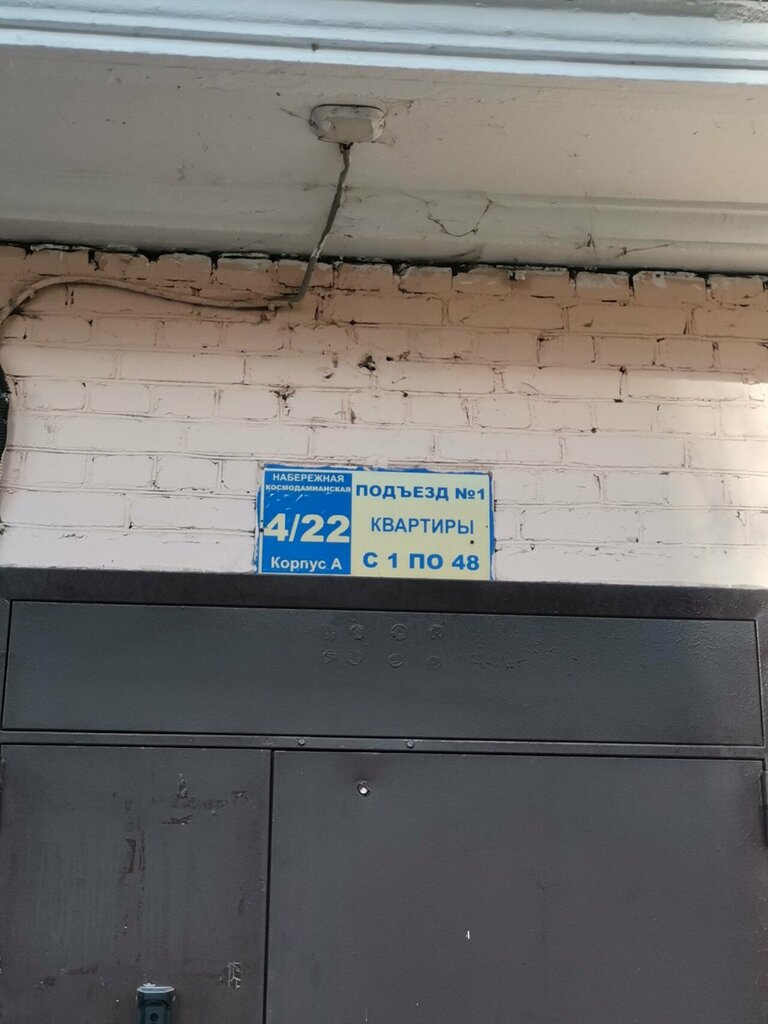 НАБЕРЕЖНАЯ
КОСМОДАМИАНСКАЯ
4/22
Корпус А
ПОДЪЕЗД №1
КВАРТИРЫ
С 1 ПО 48